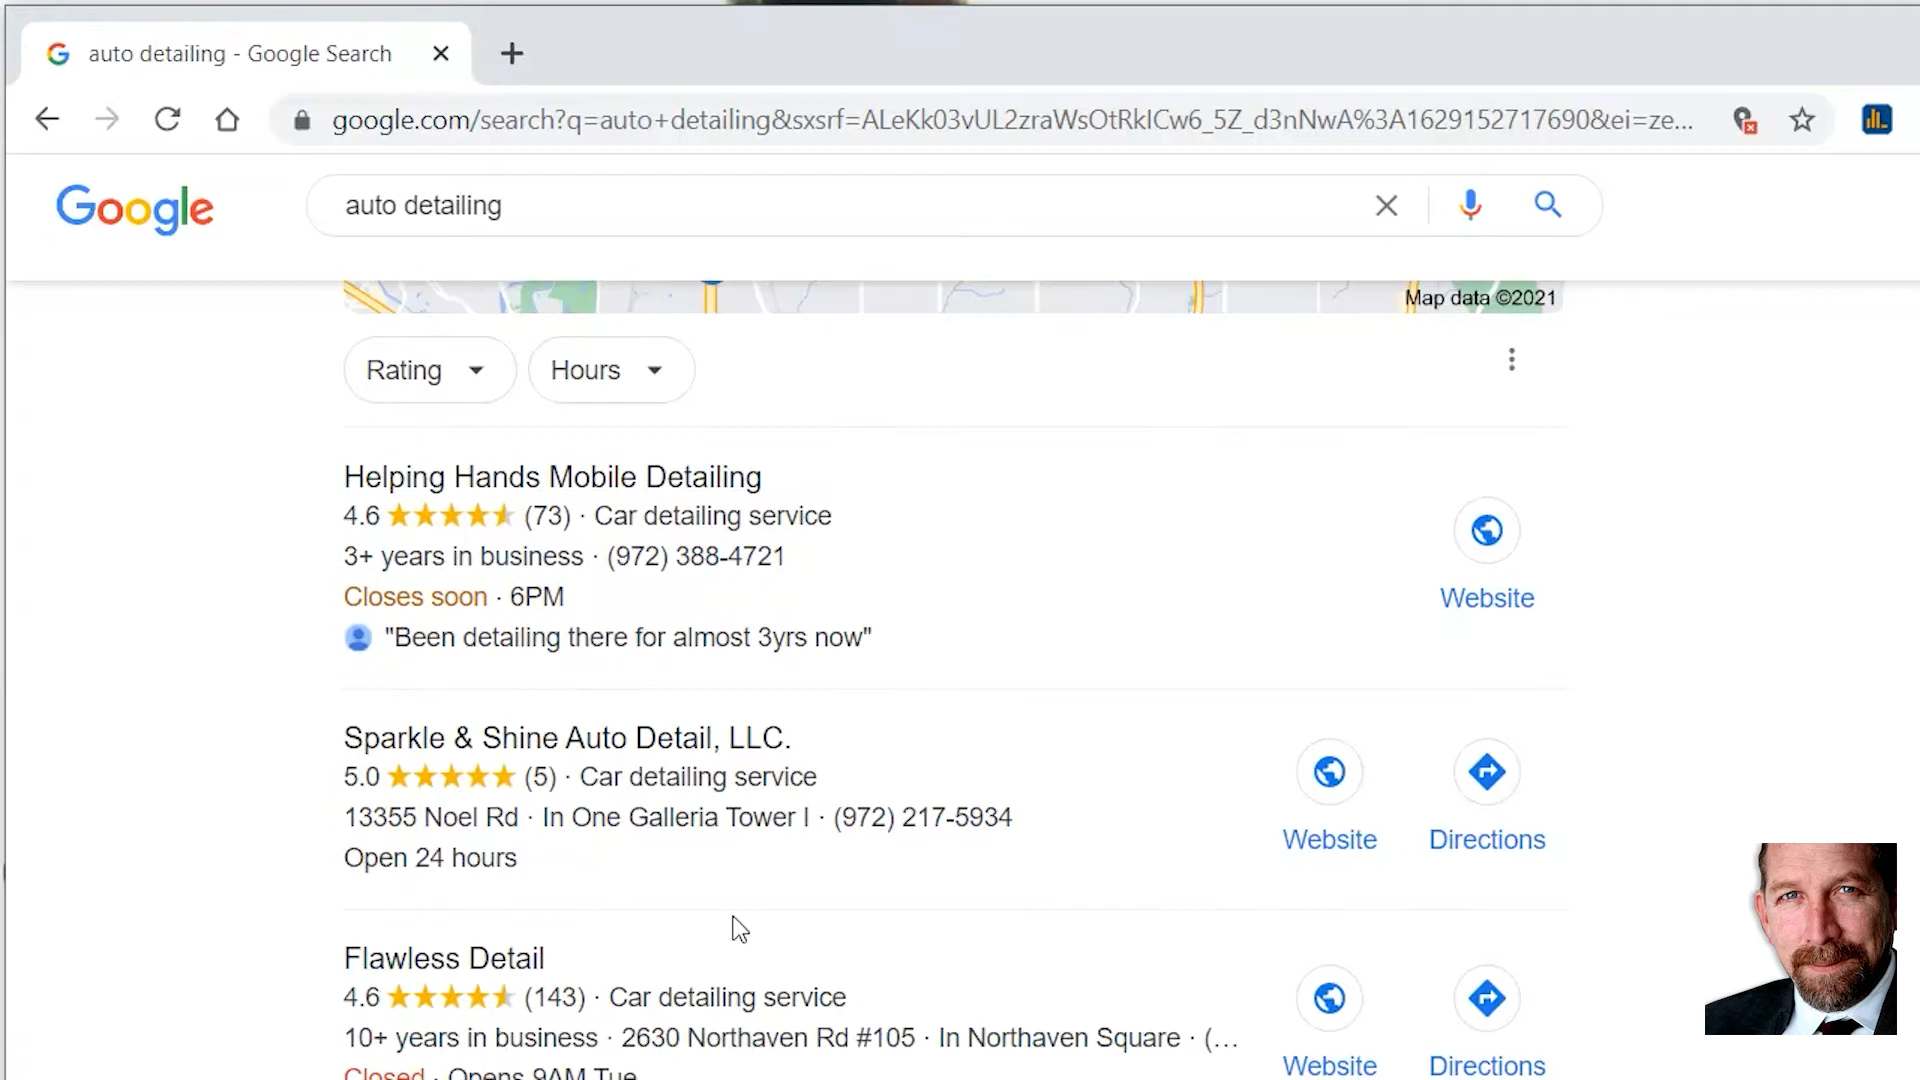 auto detailing - Google Search
google.com/search?q=auto+detailing&sxsrf=ALeKk03vUL2zraWsOtRkICw6_5Z_d3nNwA%3A1629152717690&ei=ze...
Google
auto detailing
Map data ©2021
Rating
Hours
Helping Hands Mobile Detailing
4.6 (73) · Car detailing service
3+ years in business · (972) 388-4721
Closes soon · 6PM
"Been detailing there for almost 3yrs now"
Website
Sparkle & Shine Auto Detail, LLC.
5.0 (5) · Car detailing service
13355 Noel Rd · In One Galleria Tower I · (972) 217-5934
Open 24 hours
Website
Directions
Flawless Detail
4.6 (143) · Car detailing service
10+ years in business · 2630 Northaven Rd #105 · In Northaven Square · (...
Closed · Opens 9AM Tue
Website
Directions